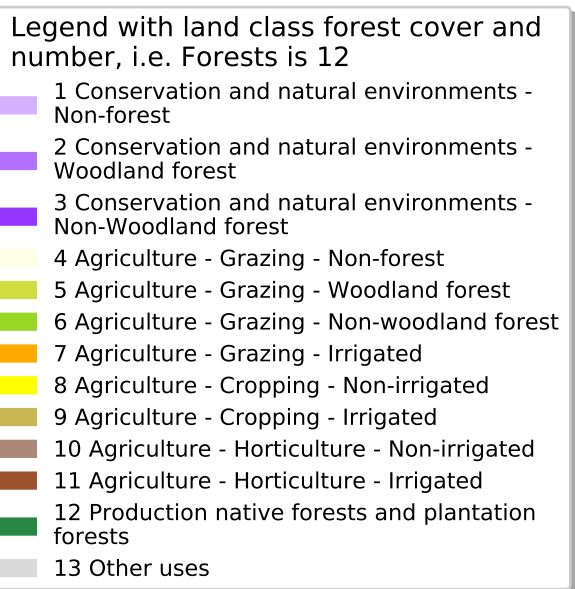 Legend with land class forest cover and
number, i.e. Forests is 12
1 Conservation and natural environments -
Non-forest
2 Conservation and natural environments -
Woodland forest
3 Conservation and natural environments -
Non-Woodland forest
4 Agriculture - Grazing - Non-forest
5 Agriculture - Grazing - Woodland forest
6 Agriculture - Grazing - Non-woodland forest
7 Agriculture - Grazing - Irrigated
8 Agriculture - Cropping - Non-irrigated
9 Agriculture - Cropping - Irrigated
10 Agriculture - Horticulture - Non-irrigated
11 Agriculture - Horticulture - Irrigated
12 Production native forests and plantation
forests
13 Other uses